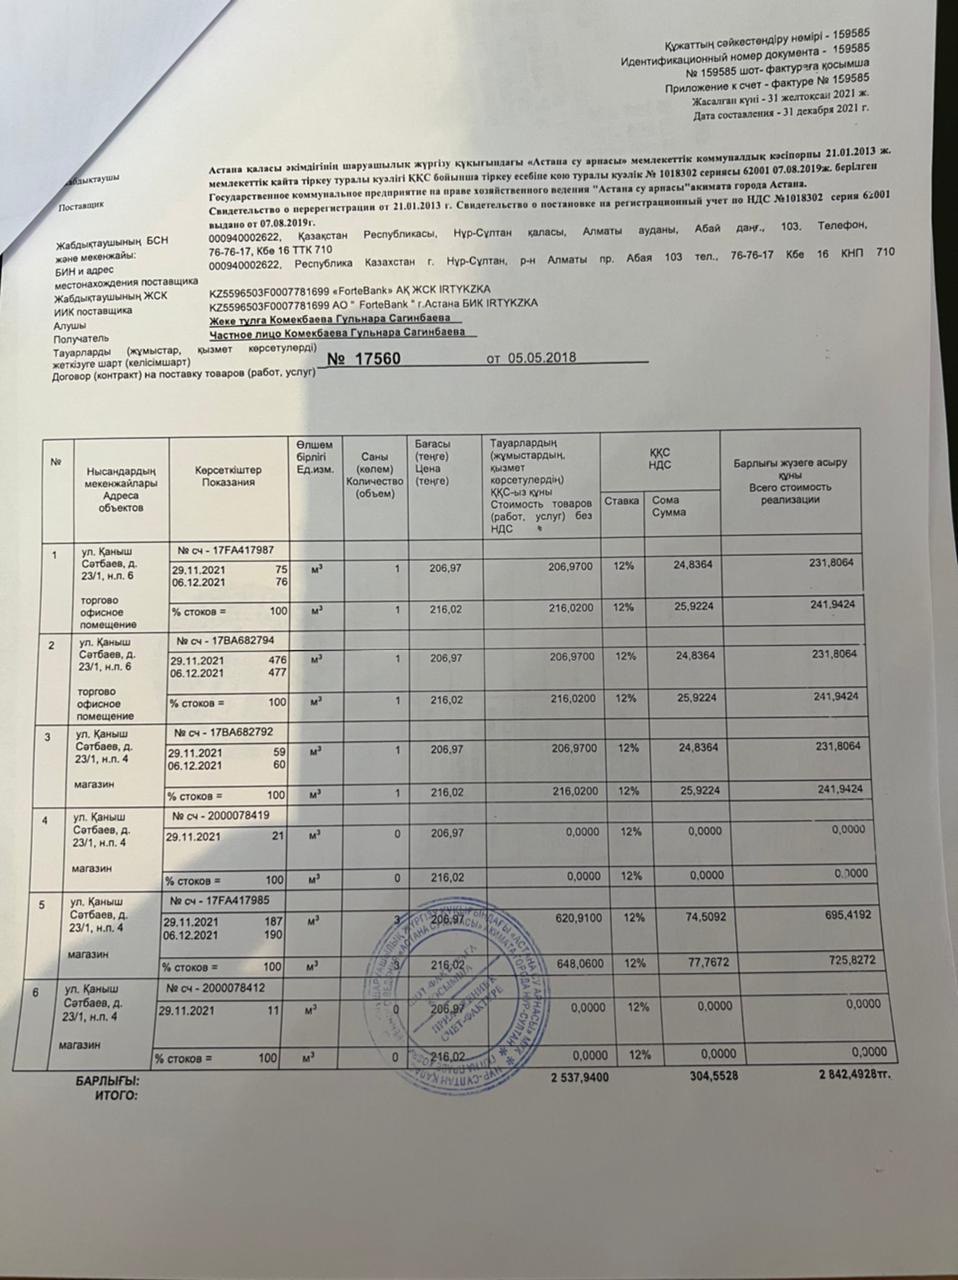 Құжаттың сәйкестендіру нөмірі - 159585
Идентификационный номер документа - 159585
№ 159585 шот- фактураға қосымша
Приложение к счет - фактуре № 159585
Жасалған күні - 31 желтоқсан 2021 ж.
Дата составления - 31 декабря 2021 г.
Поставщик
Астана қаласы әкімдігінің шаруашылық жүргізу құқығындағы «Астана су арнасы» мемлекеттік коммуналдық кәсіпорны 21.01.2013 ж.
мемлекеттік қайта тіркеу туралы куәлігі ҚҚС бойынша тіркеу есебіне қою туралы куәлік № 1018302 сериясы 62001 07.08.2019ж. берілген
Государственное коммунальное предприятие на праве хозяйственного ведения "Астана су арнасы"акимата города Астана.
Свидетельство о перерегистрации от 21.01.2013 г. Свидетельство о постановке на регистрационный учет по НДС №1018302 серия 62001
выдано от 07.08.2019г.
Жабдықтаушының БСН
және мекенжайы:
000940002622, Қазақстан Республикасы, Нұр-Сұлтан қаласы, Алматы ауданы, Абай даңғ., 103. Телефон,
76-76-17, Кбе 16 ТТК 710
БИН и адрес
местонахождения поставщика
000940002622, Республика Казахстан г. Нұр-Сұлтан, р-н Алматы пр. Абая 103 тел., 76-76-17 Кбе 16 КНП 710
Жабдықтаушының ЖСК KZ5596503F0007781699 «ForteBank» АҚ ЖСК IRTYKZKA
ИИК поставщика KZ5596503F0007781699 АО " ForteBank " г.Астана БИК IRTYKZKA
Алушы Жеке тұлға Комекбаева Гульнара Сагинбаева
Получатель Частное лицо Комекбаева Гульнара Сагинбаева
Тауарларды (жұмыстар, қызмет көрсетулерді)
жеткізуге шарт (келісімшарт)
Договор (контракт) на поставку товаров (работ, услуг) № 17560 от 05.05.2018
№
Нысандардың
мекенжайлары
Адреса
объектов
Көрсеткіштер
Показания
Өлшем
бірлігі
Ед.изм.
Саны
(көлем)
Количество
(объем)
Бағасы
(теңге)
Цена
(теңге)
Тауарлардың
(жұмыстардың,
қызмет
көрсетулердің)
ҚҚС-ыз құны
Стоимость товаров
(работ, услуг) без
НДС
ҚҚС
НДС
Ставка
Сома
Сумма
Барлығы жүзеге асыру
құны
Всего стоимость
реализации
1
ул. Қаныш
Сәтбаев, д.
23/1, н.п. 6
торгово
офисное
помещение
№ сч - 17FA417987
29.11.2021 75 м³ 1 206,97 206,9700 12% 24,8364 231,8064
06.12.2021 76
% стоков = 100 м³ 1 216,02 216,0200 12% 25,9224 241,9424
2
ул. Қаныш
Сәтбаев, д.
23/1, н.п. 6
торгово
офисное
помещение
№ сч - 17BA682794
29.11.2021 476 м³ 1 206,97 206,9700 12% 24,8364 231,8064
06.12.2021 477
% стоков = 100 м³ 1 216,02 216,0200 12% 25,9224 241,9424
3
ул. Қаныш
Сәтбаев, д.
23/1, н.п. 4
магазин
№ сч - 17BA682792
29.11.2021 59 м³ 1 206,97 206,9700 12% 24,8364 231,8064
06.12.2021 60
% стоков = 100 м³ 1 216,02 216,0200 12% 25,9224 241,9424
4
ул. Қаныш
Сәтбаев, д.
23/1, н.п. 4
магазин
№ сч - 2000078419
29.11.2021 21 м³ 0 206,97 0,0000 12% 0,0000 0,0000
% стоков = 100 м³ 0 216,02 0,0000 12% 0,0000 0,0000
5
ул. Қаныш
Сәтбаев, д.
23/1, н.п. 4
магазин
№ сч - 17FA417985
29.11.2021 187 м³ 3 206,97 620,9100 12% 74,5092 695,4192
06.12.2021 190
% стоков = 100 м³ 3 216,02 648,0600 12% 77,7672 725,8272
6
ул. Қаныш
Сәтбаев, д.
23/1, н.п. 4
магазин
№ сч - 2000078412
29.11.2021 11 м³ 0 206,97 0,0000 12% 0,0000 0,0000
% стоков = 100 м³ 0 216,02 0,0000 12% 0,0000 0,0000
БАРЛЫҒЫ: 2 537,9400 304,5528 2 842,4928тг.
ИТОГО:
ШОТ-ФАКТУРАҒА
ҚОСЫМША
ПРИЛОЖЕНИЕ К
СЧЕТ-ФАКТУРЕ